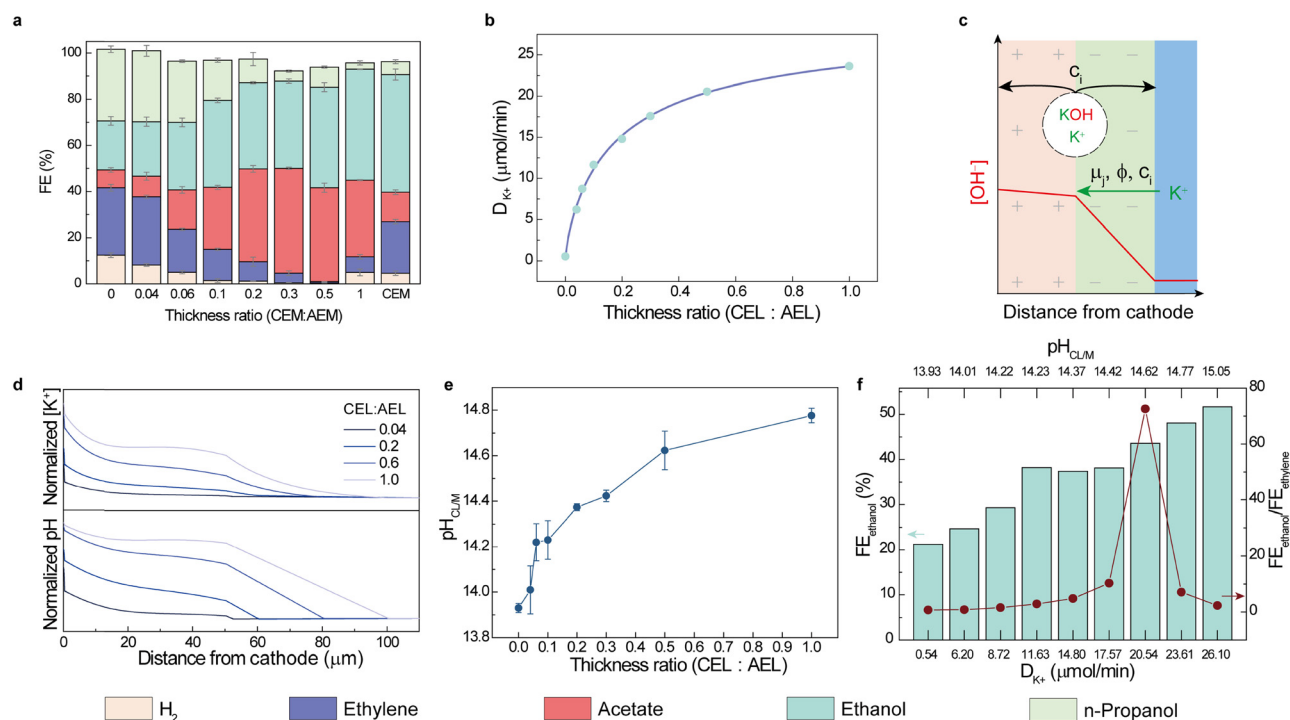 a
100
80
60
40
20
0
FE (%)
0 0.04 0.06 0.1 0.2 0.3 0.5 1 CEM
Thickness ratio (CEM:AEM)
b
25
20
15
10
5
0
D_K+ (μmol/min)
0.0 0.2 0.4 0.6 0.8 1.0
Thickness ratio (CEL : AEL)
c
+ + − −
C_i
KOH
K⁺
+ −
+ −
μ_j, ϕ, C_i
K⁺
[OH⁻]
+ + − −
+ + − −
Distance from cathode
d
Normalized [K⁺]
CEL:AEL
0.04
0.2
0.6
1.0
Normalized pH
0 20 40 60 80 100
Distance from cathode (μm)
e
14.8
14.6
14.4
14.2
14.0
13.8
pH_CL/M
0.0 0.1 0.2 0.3 0.4 0.5 0.6 0.7 0.8 0.9 1.0
Thickness ratio (CEL : AEL)
f
pH_CL/M
13.93 14.01 14.22 14.23 14.37 14.42 14.62 14.77 15.05
50
40
30
20
10
0
FE_ethanol (%)
80
60
40
20
0
FE_ethanol/FE_ethylene
0.54 6.20 8.72 11.63 14.80 17.57 20.54 23.61 26.10
D_K+ (μmol/min)
H₂ Ethylene Acetate Ethanol n-Propanol